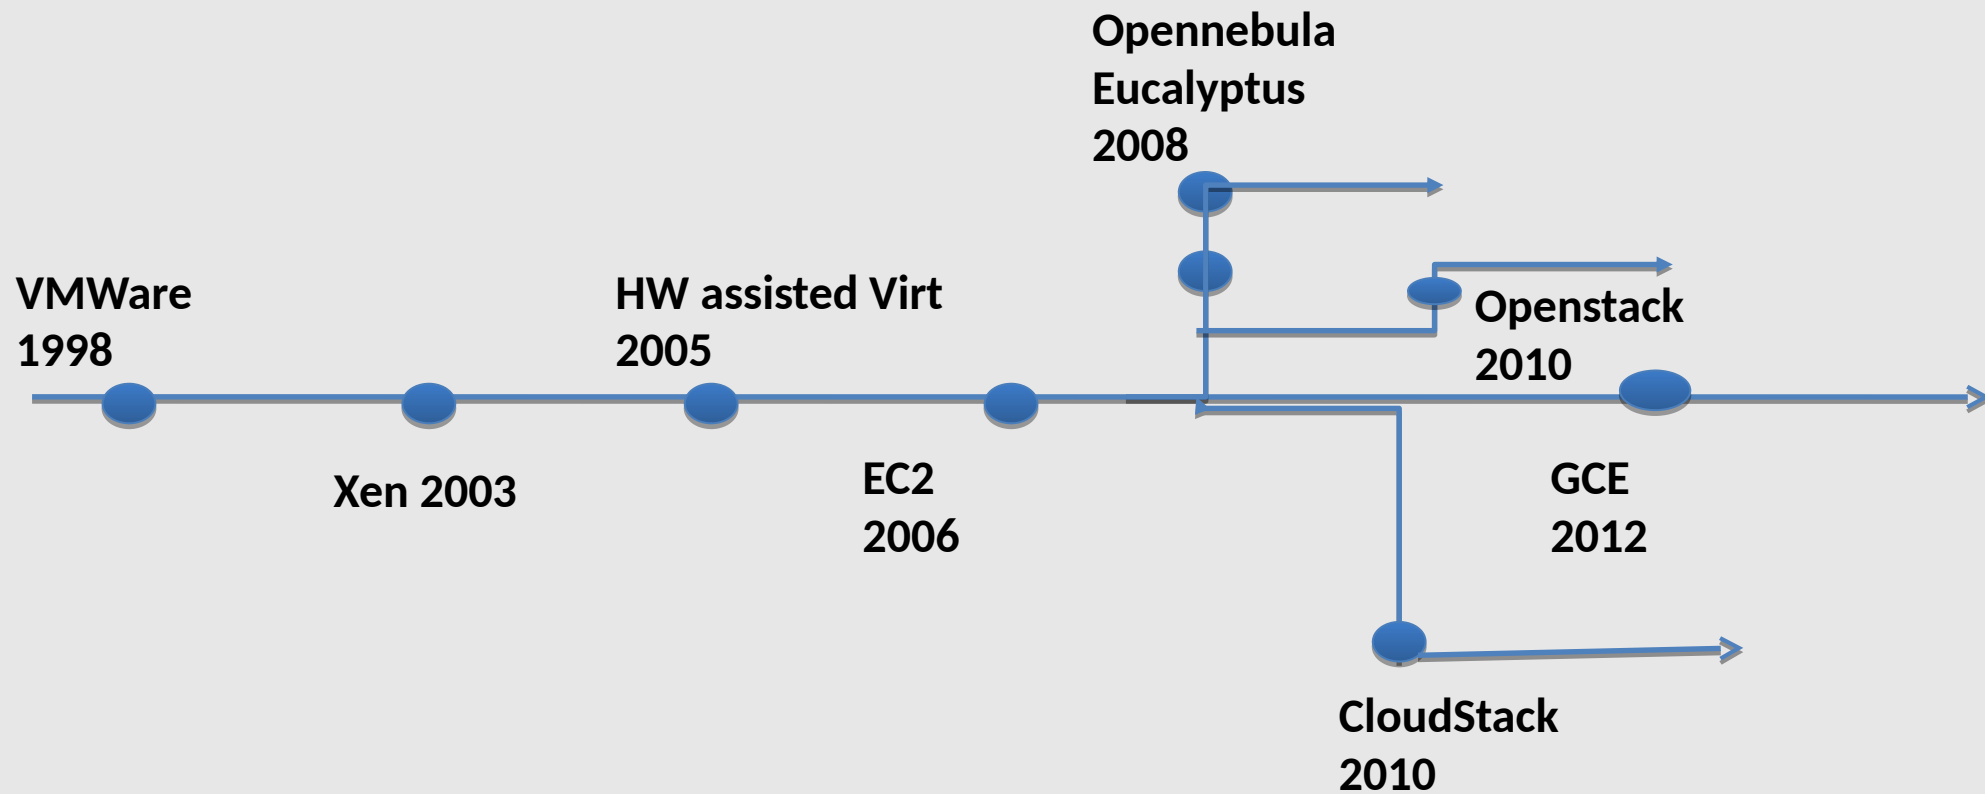 Opennebula
Eucalyptus
2008
VMWare
1998
HW assisted Virt
2005
Openstack
2010
Xen 2003
EC2
2006
GCE
2012
CloudStack
2010